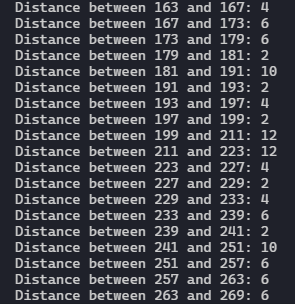 Distance between 163 and 167: 4
Distance between 167 and 173: 6
Distance between 173 and 179: 6
Distance between 179 and 181: 2
Distance between 181 and 191: 10
Distance between 191 and 193: 2
Distance between 193 and 197: 4
Distance between 197 and 199: 2
Distance between 199 and 211: 12
Distance between 211 and 223: 12
Distance between 223 and 227: 4
Distance between 227 and 229: 2
Distance between 229 and 233: 4
Distance between 233 and 239: 6
Distance between 239 and 241: 2
Distance between 241 and 251: 10
Distance between 251 and 257: 6
Distance between 257 and 263: 6
Distance between 263 and 269: 6